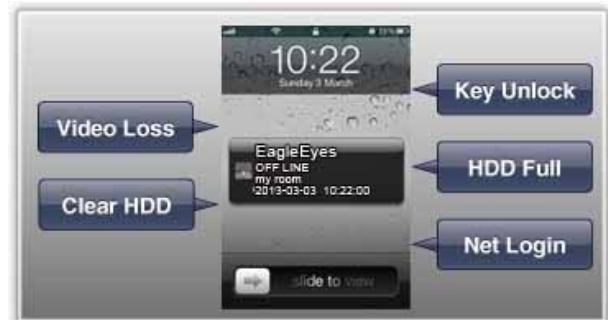 10:22
Sunday 3 March
Key Unlock
Video Loss
EagleEyes
OFF LINE
my room
2013-03-03 10:22:00
HDD Full
Clear HDD
Net Login
slide to view